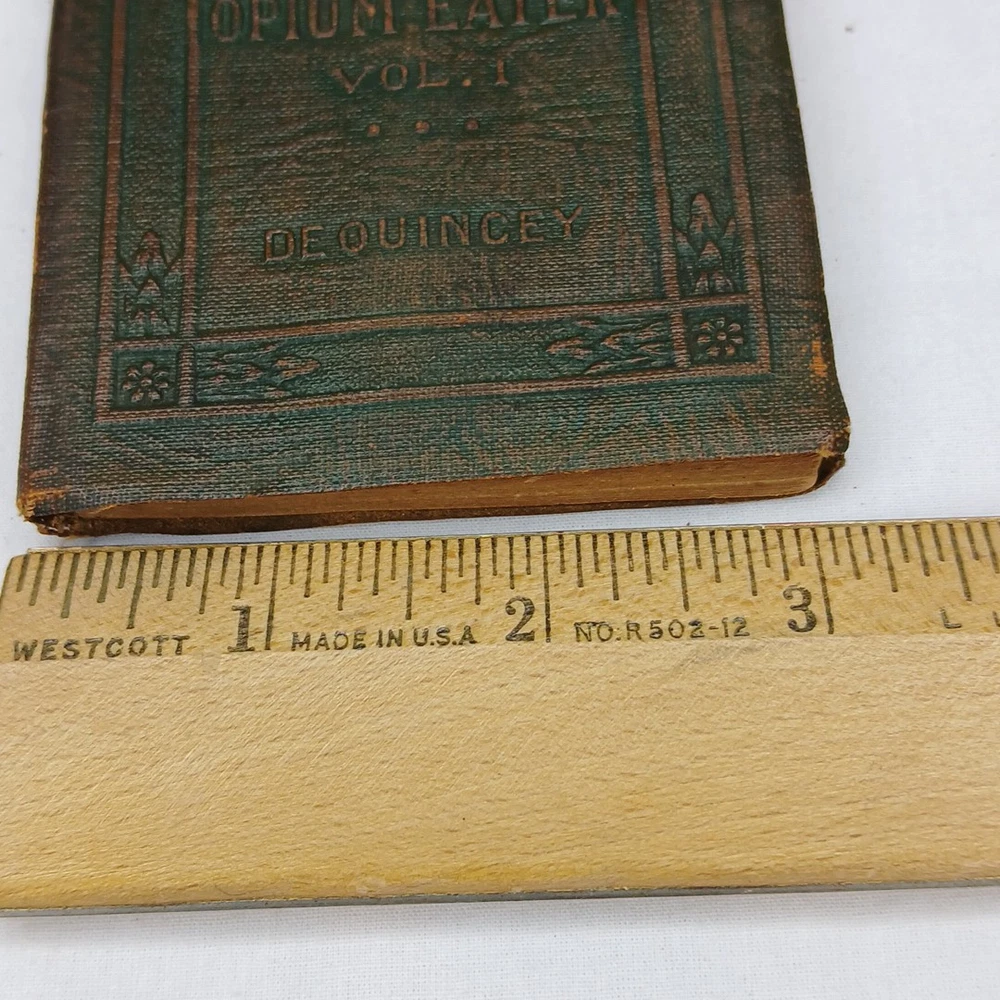 OPIUM EATER
VOL. I
DE QUINCEY
1 2 3
WESTCOTT MADE IN U.S.A NO. R502-12 L